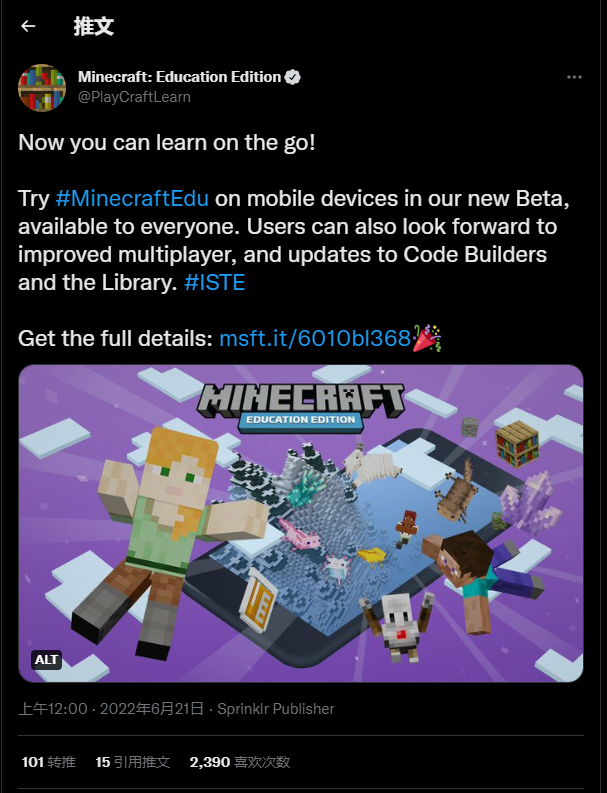 推文
Minecraft: Education Edition
@PlayCraftLearn
Now you can learn on the go!
Try #MinecraftEdu on mobile devices in our new Beta,
available to everyone. Users can also look forward to
improved multiplayer, and updates to Code Builders
and the Library. #ISTE
Get the full details: msft.it/6010bl368🎉
MINECRAFT
EDUCATION EDITION
ALT
上午12:00 · 2022年6月21日 · Sprinklr Publisher
101 转推 15 引用推文 2,390 喜欢次数